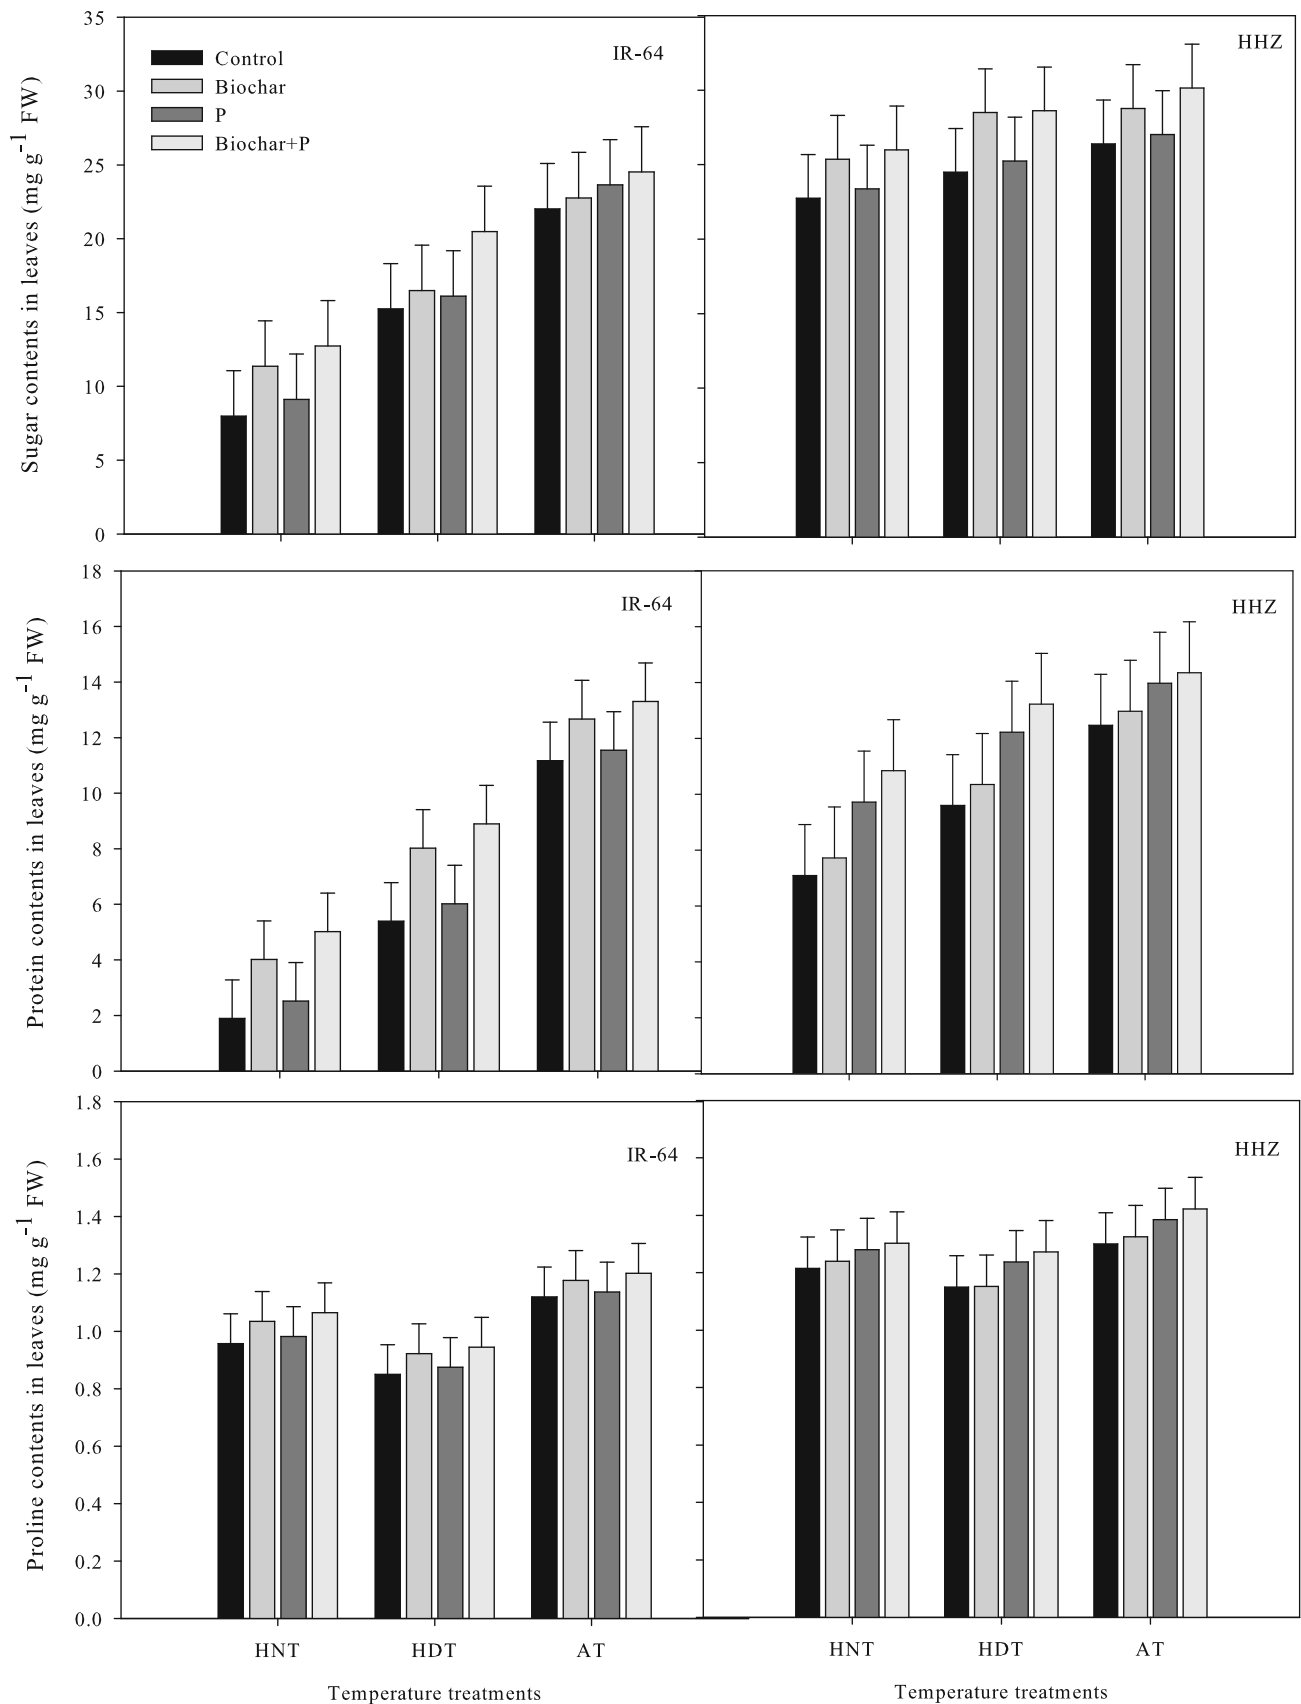 Sugar contents in leaves (mg g-1 FW)
35
30
25
20
15
10
5
0
Control
Biochar
P
Biochar+P
IR-64
HHZ
Protein contents in leaves (mg g-1 FW)
18
16
14
12
10
8
6
4
2
0
IR-64
HHZ
Proline contents in leaves (mg g-1 FW)
1.8
1.6
1.4
1.2
1.0
0.8
0.6
0.4
0.2
0.0
IR-64
HHZ
HNT HDT AT
HNT HDT AT
Temperature treatments
Temperature treatments